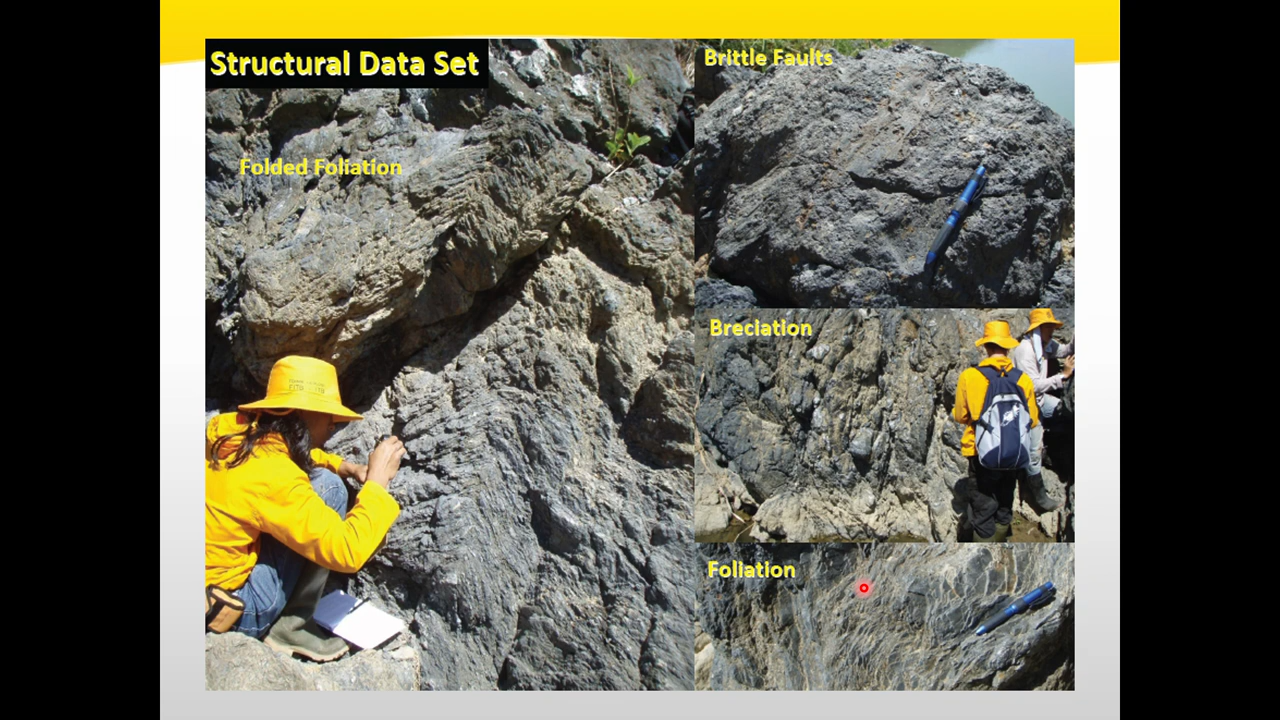 Structural Data Set
Folded Foliation
Brittle Faults
Breciation
Foliation